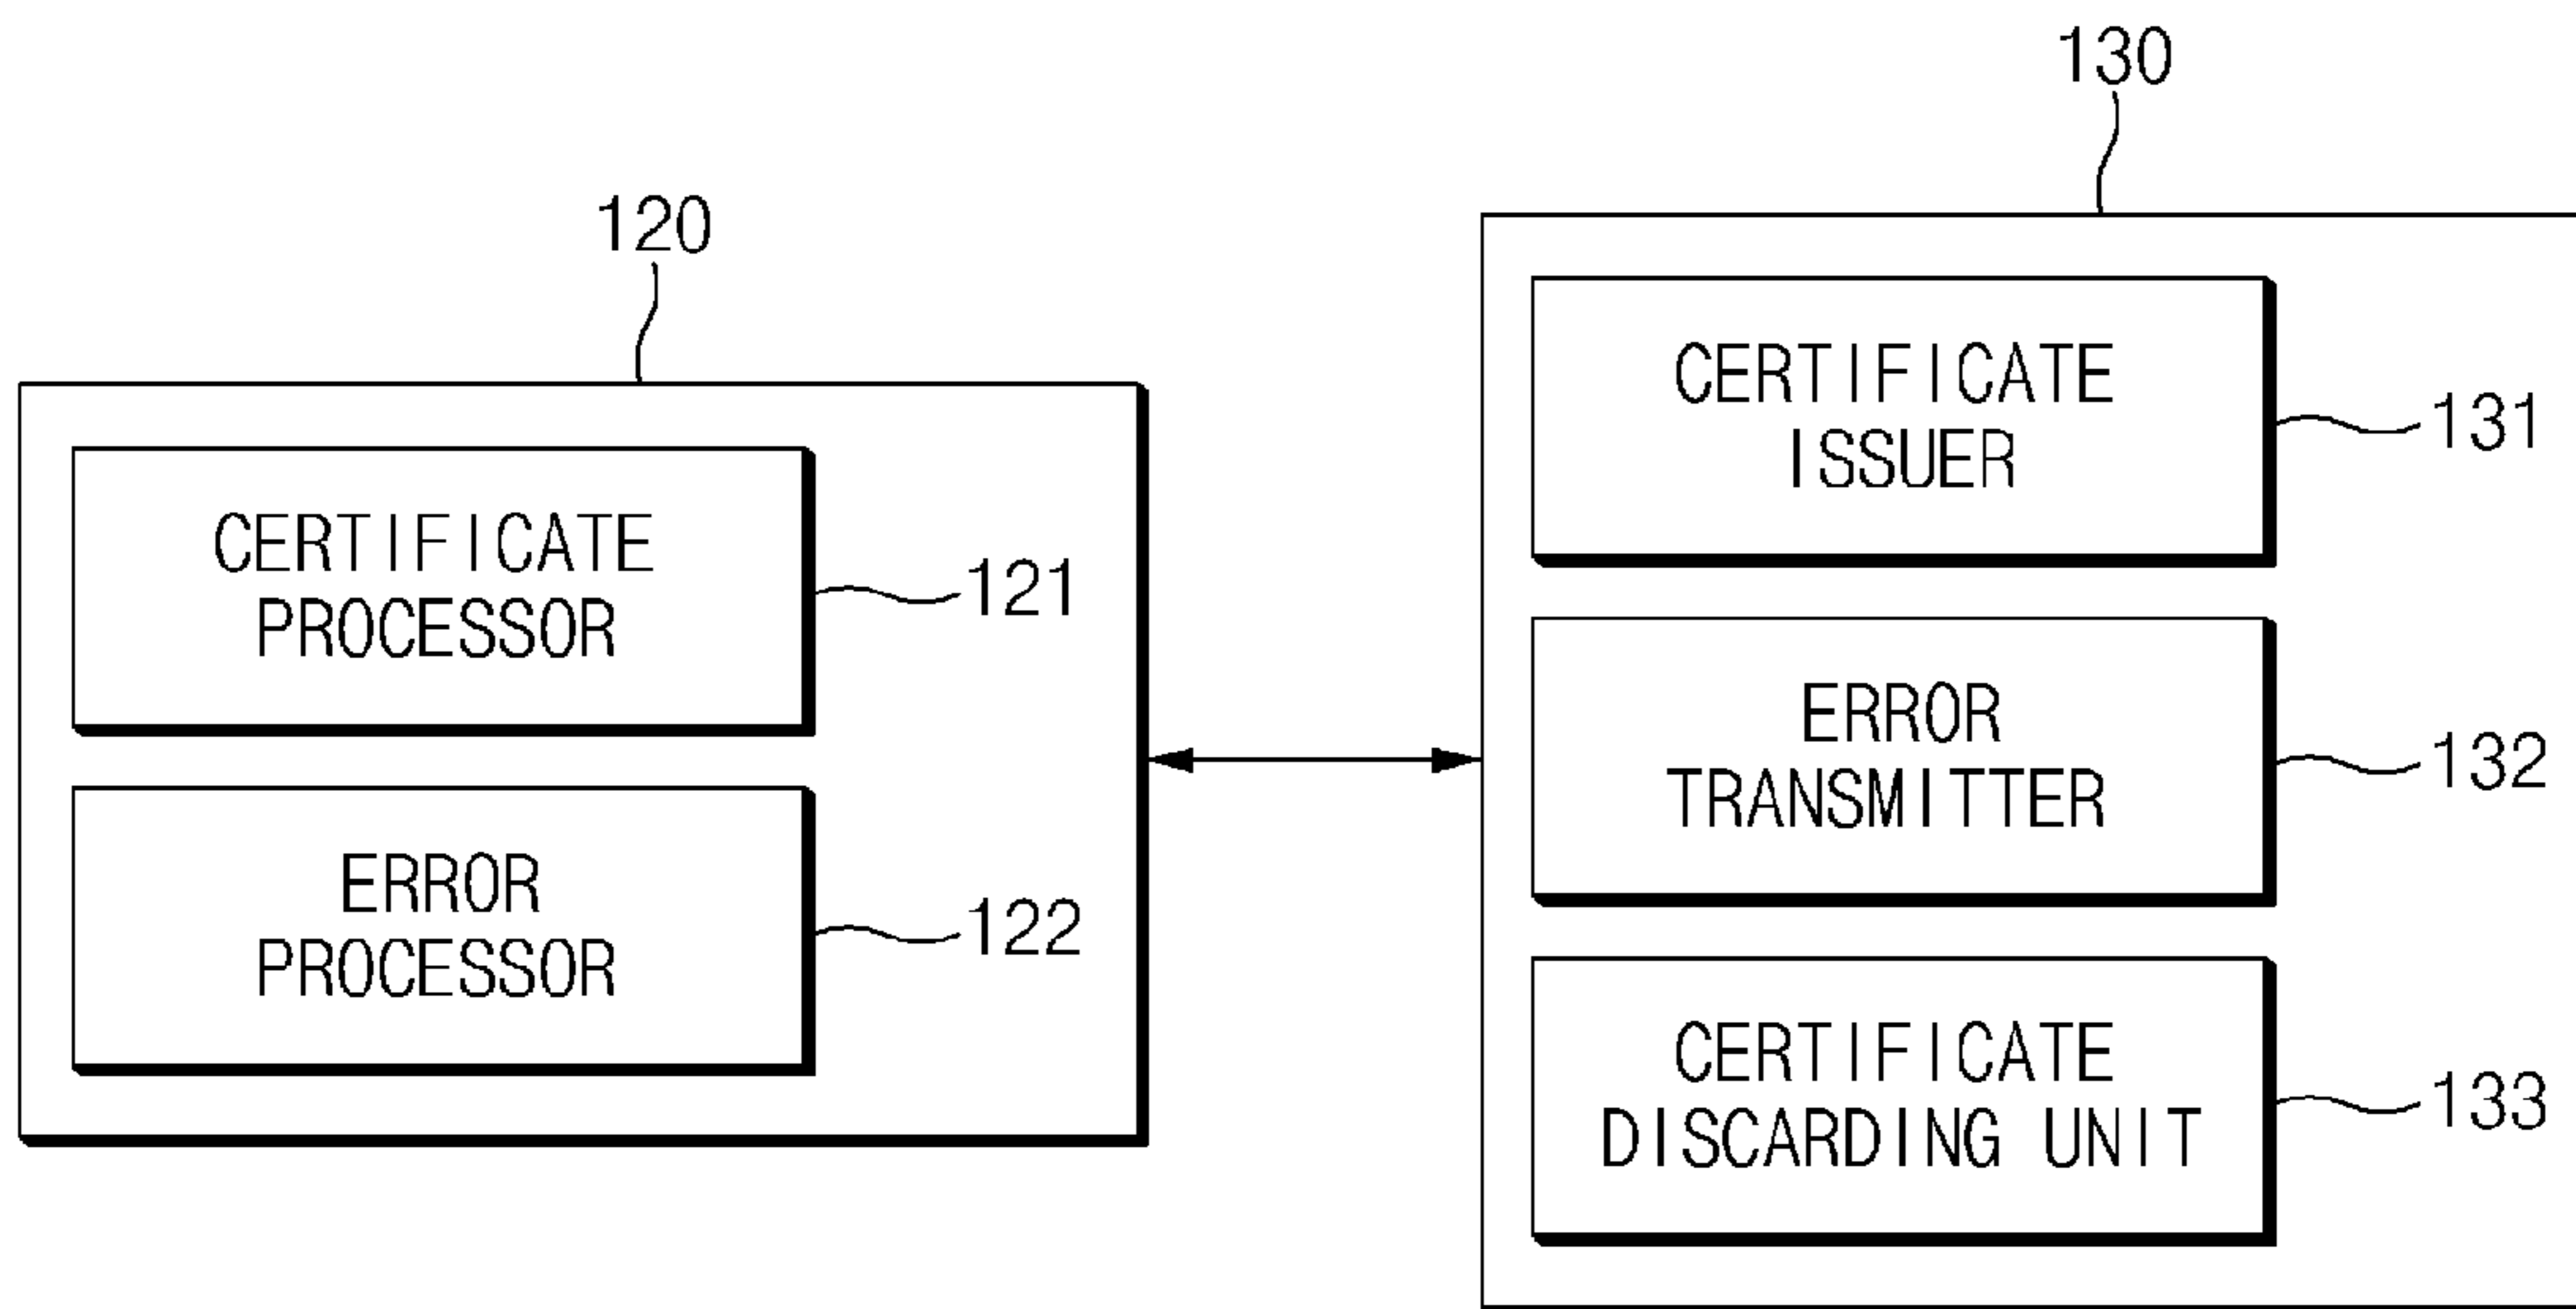 120
CERTIFICATE
PROCESSOR
121
ERROR
PROCESSOR
122
130
CERTIFICATE
ISSUER
131
ERROR
TRANSMITTER
132
CERTIFICATE
DISCARDING UNIT
133